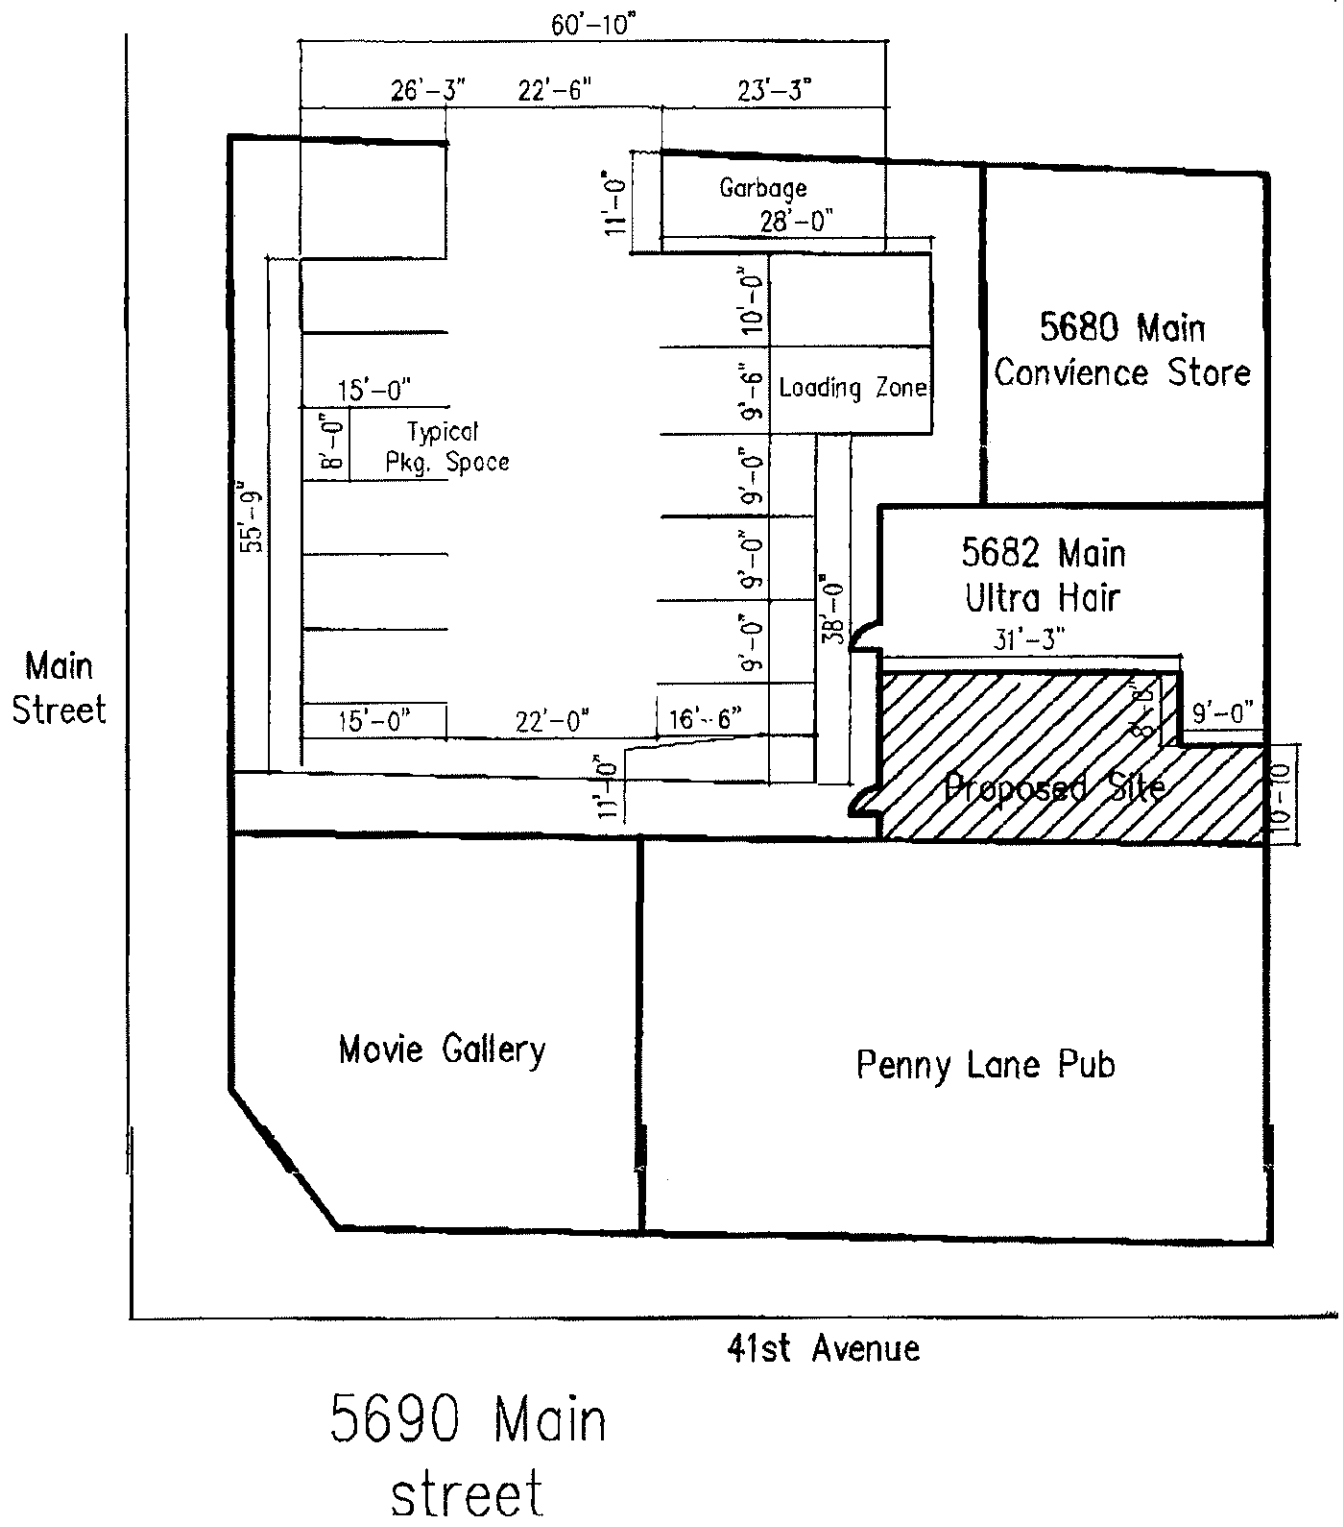 60'-10"
26'-3" 22'-6" 23'-3"
Garbage
11'-0"
28'-0"
10'-0"
5680 Main
Convience Store
9'-6"
Loading Zone
15'-0"
8'-0"
Typical
Pkg. Space
55'-9"
9'-0"
9'-0"
9'-0"
38'-0"
5682 Main
Ultra Hair
31'-3"
Main
Street
15'-0" 22'-0" 16'-6"
9'-0"
11'-0"
Proposed Site
10'-10
Movie Gallery
Penny Lane Pub
41st Avenue
5690 Main
street